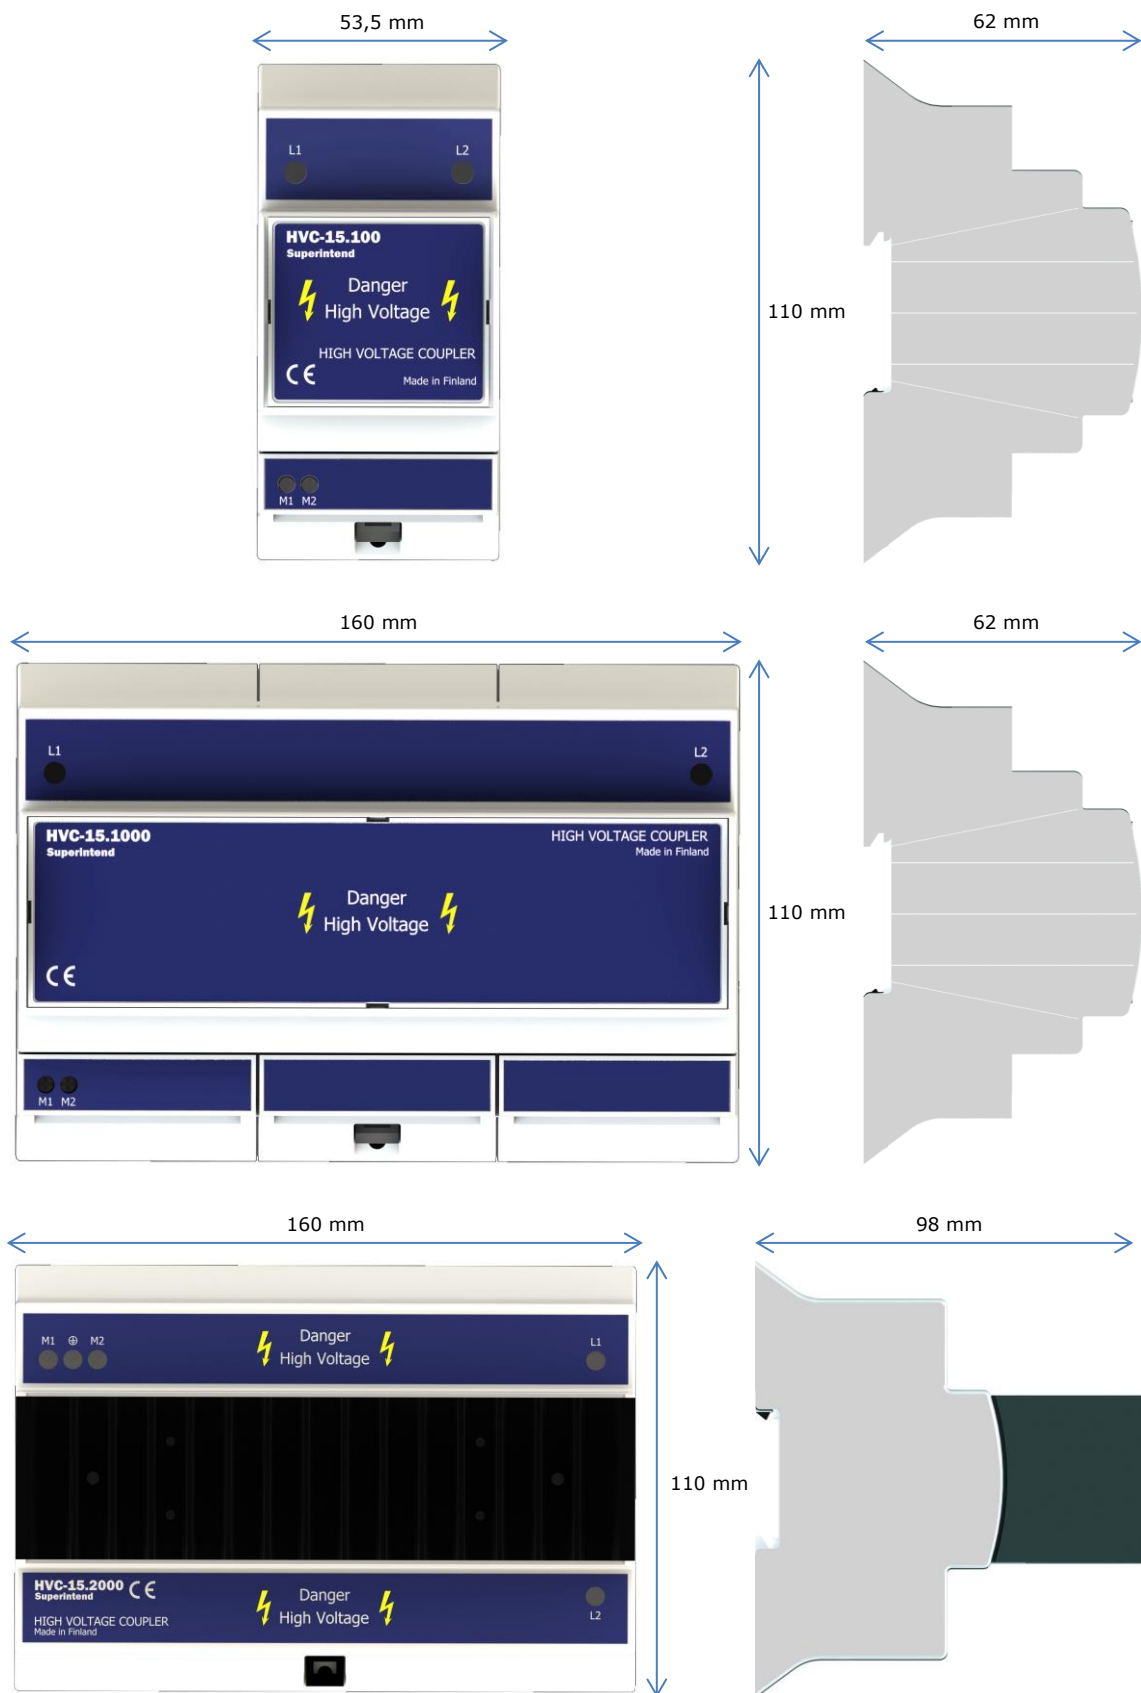 53,5 mm
62 mm
L1 L2
HVC-15.100
Superintend
Danger
High Voltage
110 mm
HIGH VOLTAGE COUPLER
CE
Made in Finland
M1 M2
160 mm
62 mm
L1 L2
HVC-15.1000 HIGH VOLTAGE COUPLER
Superintend Made in Finland
Danger
High Voltage
110 mm
CE
M1 M2
160 mm
98 mm
M1 M2 Danger L1
High Voltage
110 mm
HVC-15.2000 CE
Superintend
Danger
High Voltage
L2
HIGH VOLTAGE COUPLER
Made in Finland